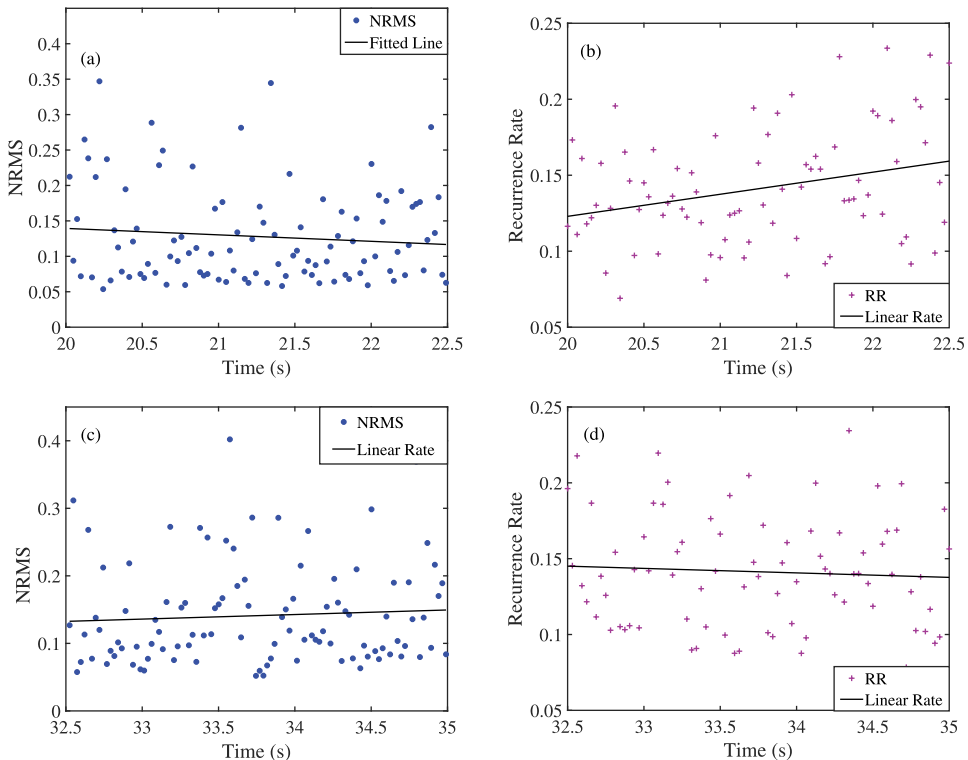 (a)
NRMS
Fitted Line
0.4
0.35
0.3
0.25
0.2
0.15
0.1
0.05
0
NRMS
20 20.5 21 21.5 22 22.5
Time (s)
(b)
0.25
0.2
0.15
0.1
0.05
Recurrence Rate
RR
Linear Rate
20 20.5 21 21.5 22 22.5
Time (s)
(c)
NRMS
Linear Rate
0.4
0.3
0.2
0.1
0
NRMS
32.5 33 33.5 34 34.5 35
Time (s)
(d)
0.25
0.2
0.15
0.1
0.05
Recurrence Rate
RR
Linear Rate
32.5 33 33.5 34 34.5 35
Time (s)